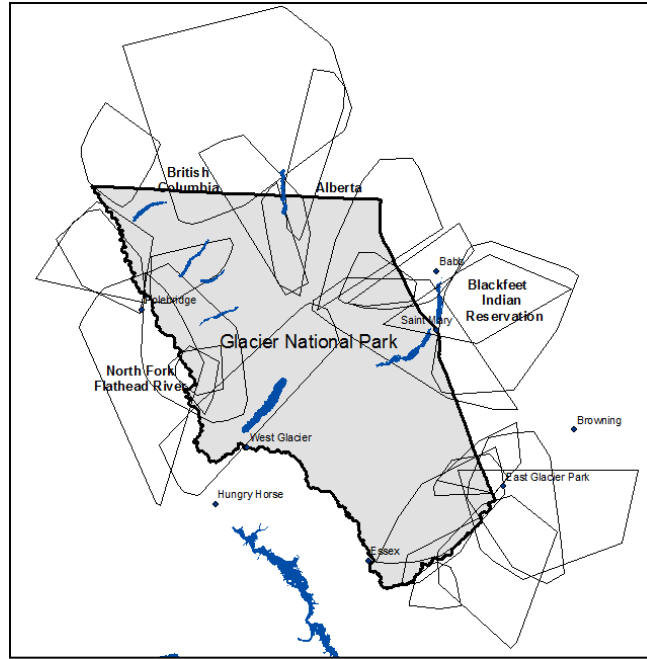 British
Columbia
Alberta
Babb
Blackfeet
Indian
Reservation
Polebridge
Saint Mary
Glacier National Park
North Fork
Flathead River
Browning
West Glacier
East Glacier Park
Hungry Horse
Essex